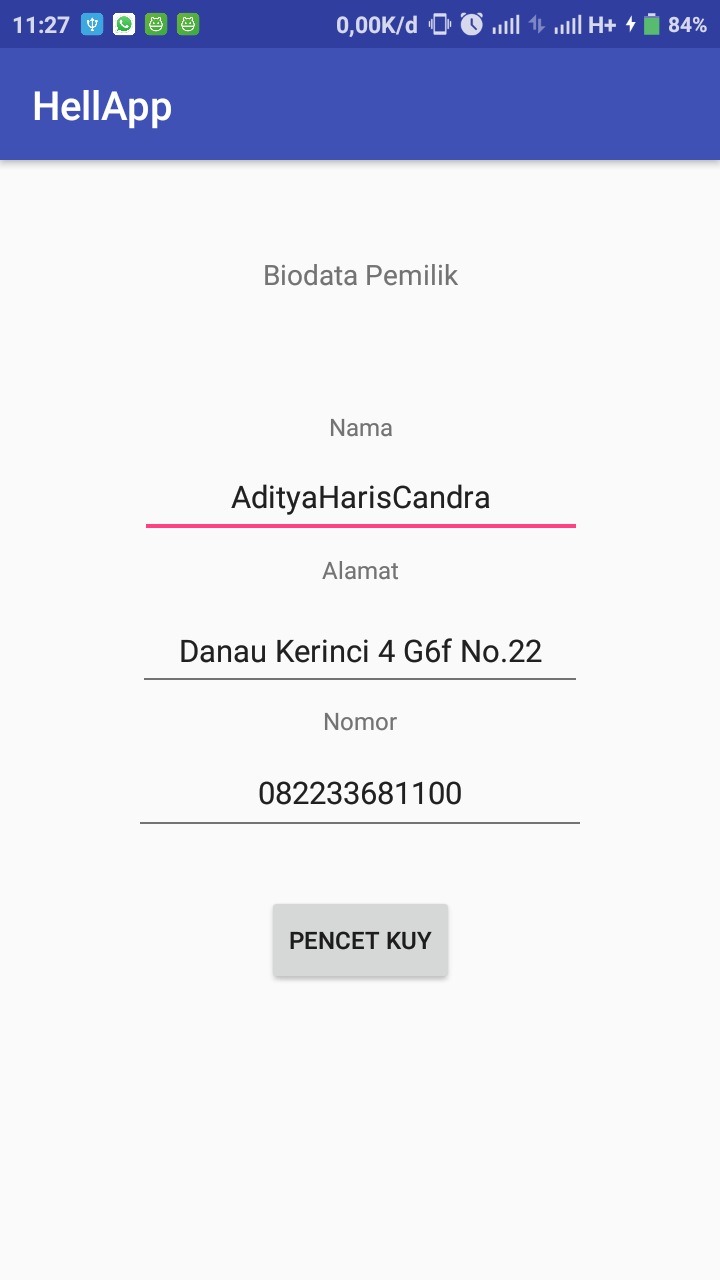 11:27 0,00K/d H+ 84%
HellApp
Biodata Pemilik
Nama
AdityaHarisCandra
Alamat
Danau Kerinci 4 G6f No.22
Nomor
082233681100
PENCET KUY